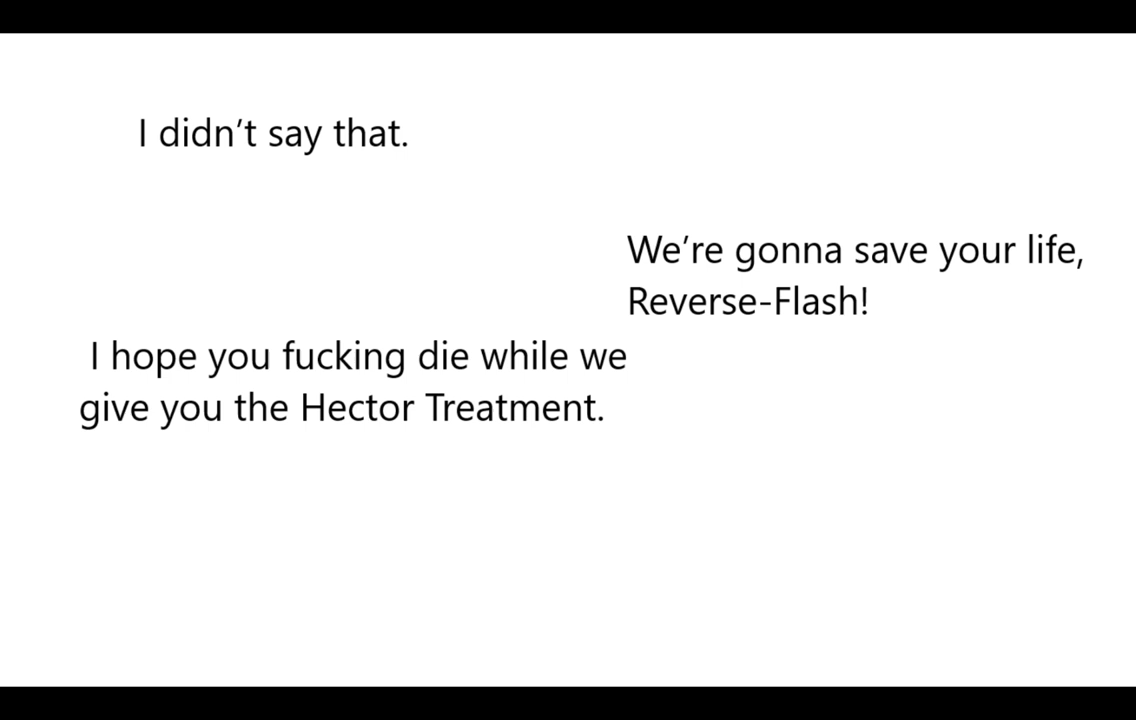 I didn’t say that.
We’re gonna save your life,
Reverse-Flash!
I hope you fucking die while we
give you the Hector Treatment.